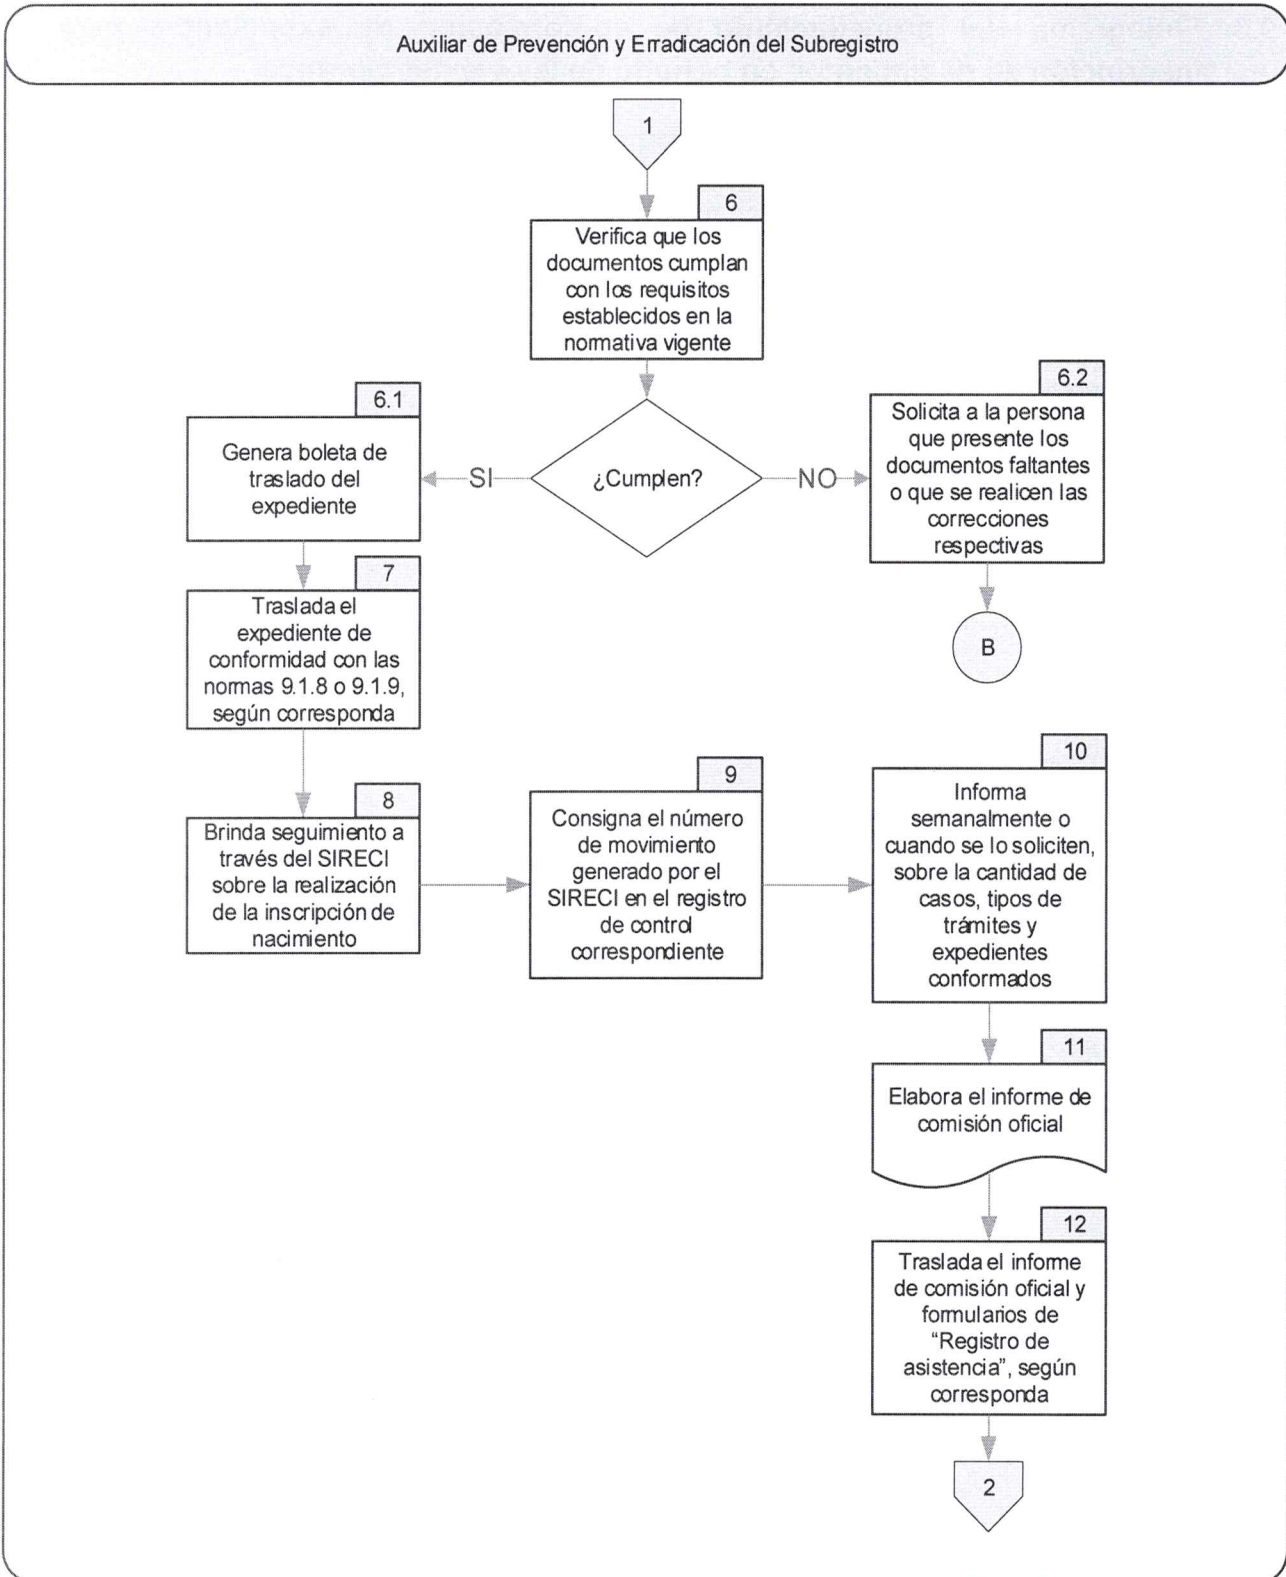 Auxiliar de Prevención y Erradicación del Subregistro
1
6
Verifica que los
documentos cumplan
con los requisitos
establecidos en la
normativa vigente
6.1
Genera boleta de
traslado del
expediente
SI
¿Cumplen?
NO
6.2
Solicita a la persona
que presente los
documentos faltantes
o que se realicen las
correcciones
respectivas
B
7
Traslada el
expediente de
conformidad con las
normas 9.1.8 o 9.1.9,
según corresponda
8
Brinda seguimiento a
través del SIRECI
sobre la realización
de la inscripción de
nacimiento
9
Consigna el número
de movimiento
generado por el
SIRECI en el registro
de control
correspondiente
10
Informa
semanalmente o
cuando se lo soliciten,
sobre la cantidad de
casos, tipos de
trámites y
expedientes
conformados
11
Elabora el informe de
comisión oficial
12
Traslada el informe
de comisión oficial y
formularios de
“Registro de
asistencia”, según
corresponda
2